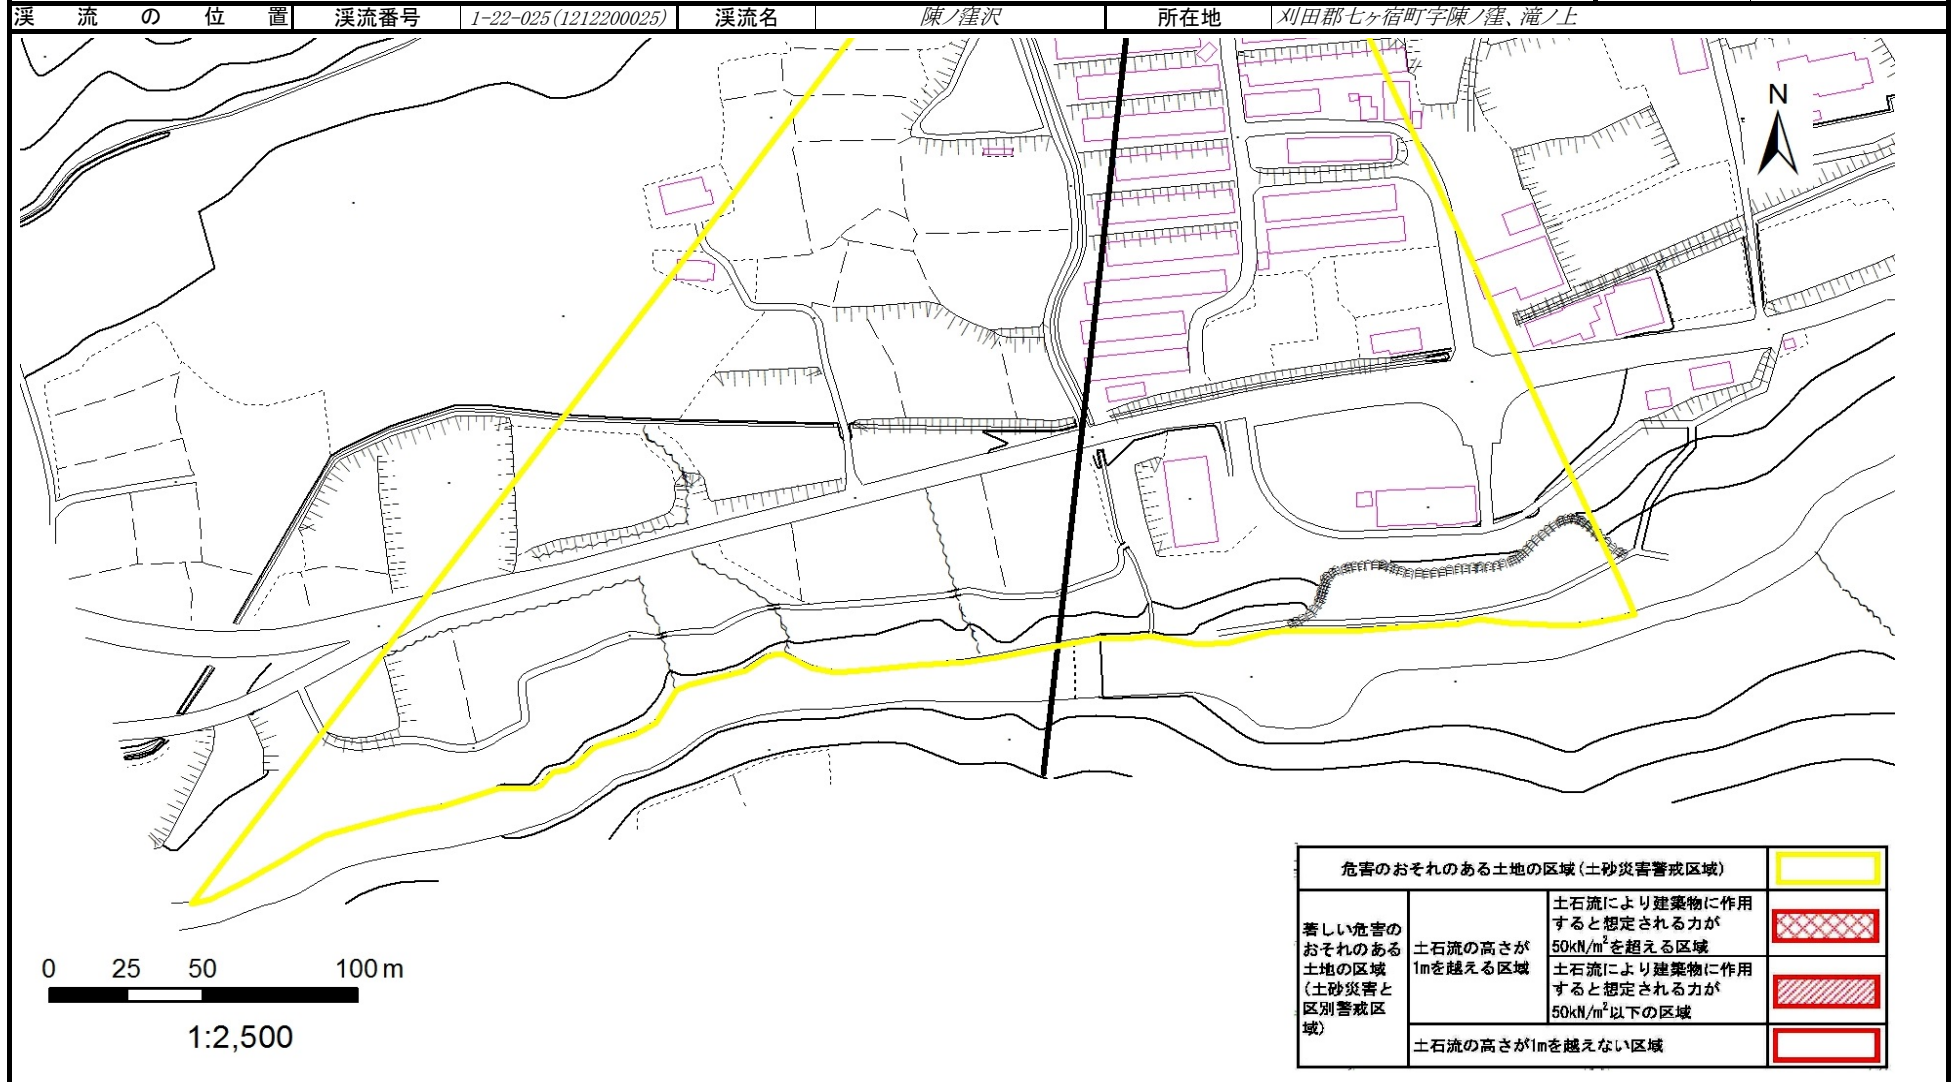 渓流の位置 渓流番号 1-22-025(1212200025) 渓流名 陳ノ窪沢 所在地 刈田郡七ヶ宿町字陳ノ窪、滝ノ上
N
危害のおそれのある土地の区域(土砂災害警戒区域)
著しい危害の
おそれのある
土地の区域
(土砂災害と
区別警戒区
域)
土石流の高さが
1mを越える区域
土石流により建築物に作用
すると想定される力が
50kN/m²を超える区域
土石流により建築物に作用
すると想定される力が
50kN/m²以下の区域
土石流の高さが1mを越えない区域
0 25 50 100 m
1:2,500